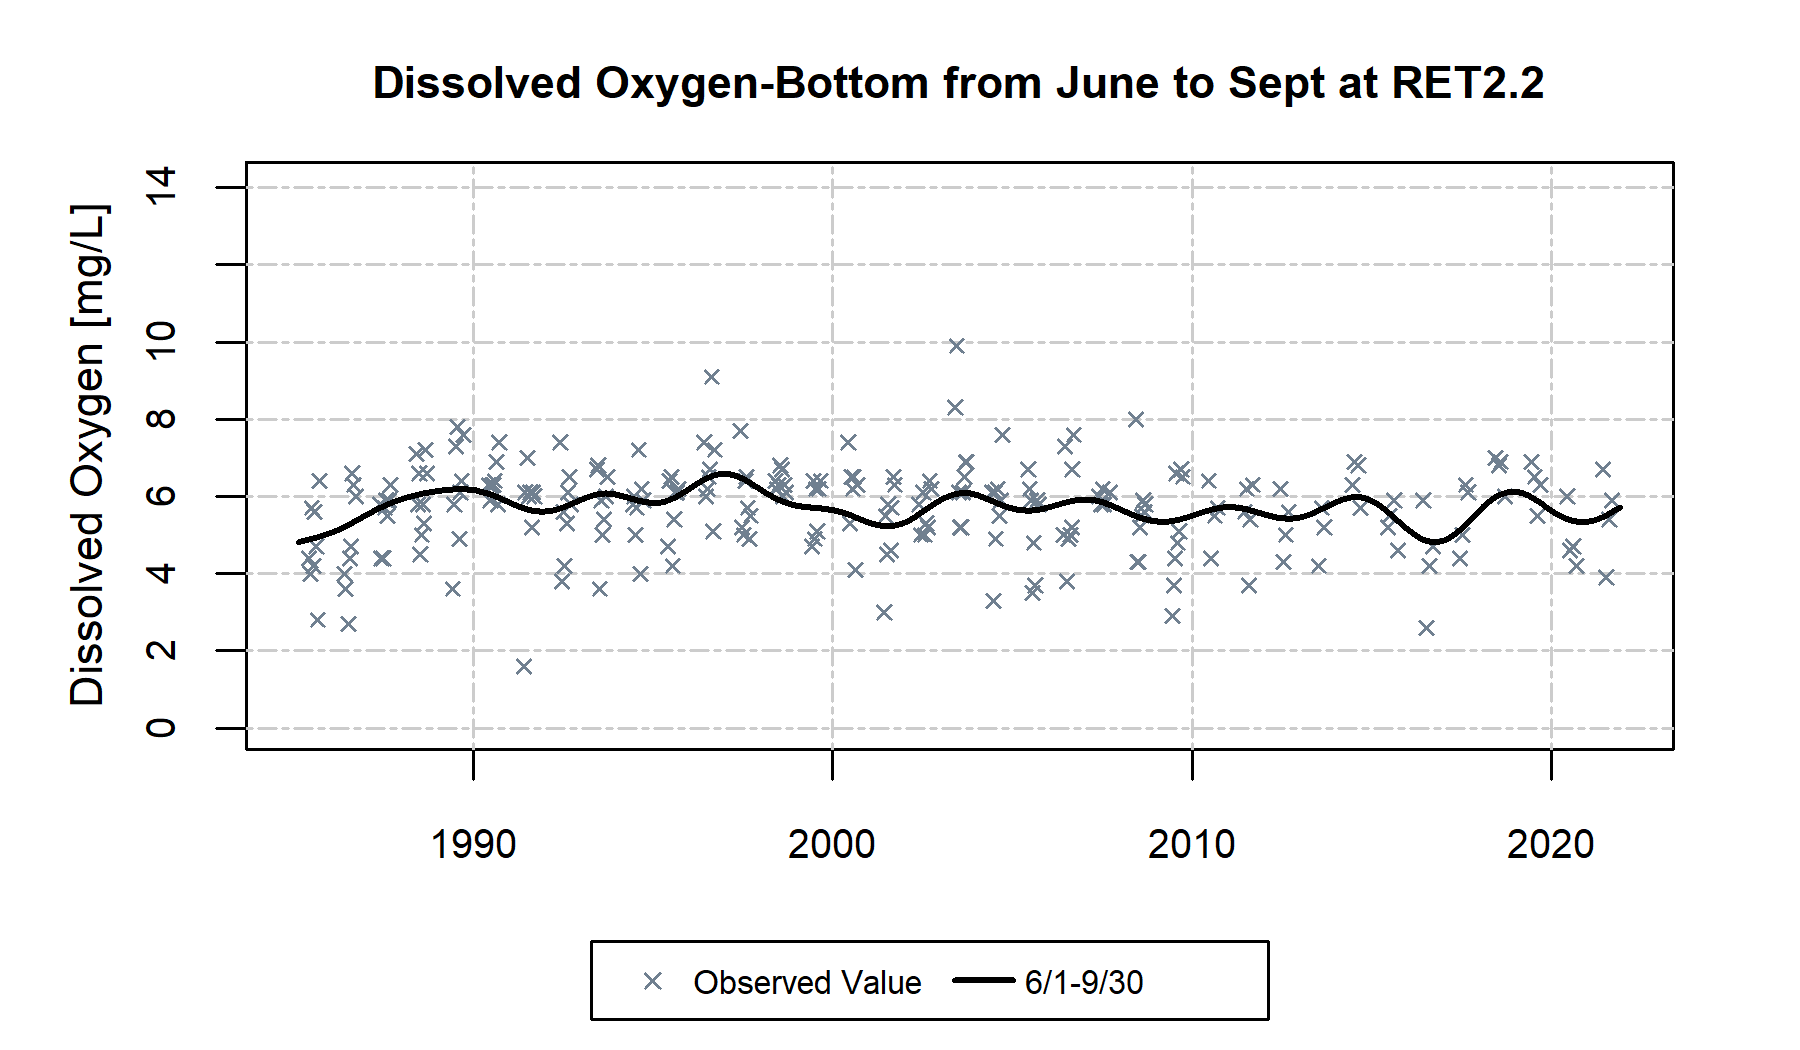 Dissolved Oxygen-Bottom from June to Sept at RET2.2
Dissolved Oxygen [mg/L]
14
10
8
6
4
2
0
1990 2000 2010 2020
Observed Value 6/1-9/30